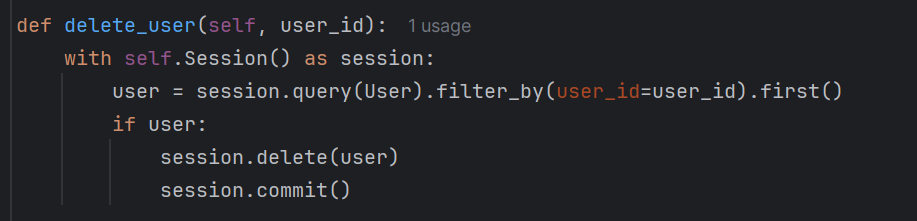 def delete_user(self, user_id):  1 usage
    with self.Session() as session:
        user = session.query(User).filter_by(user_id=user_id).first()
        if user:
            session.delete(user)
            session.commit()